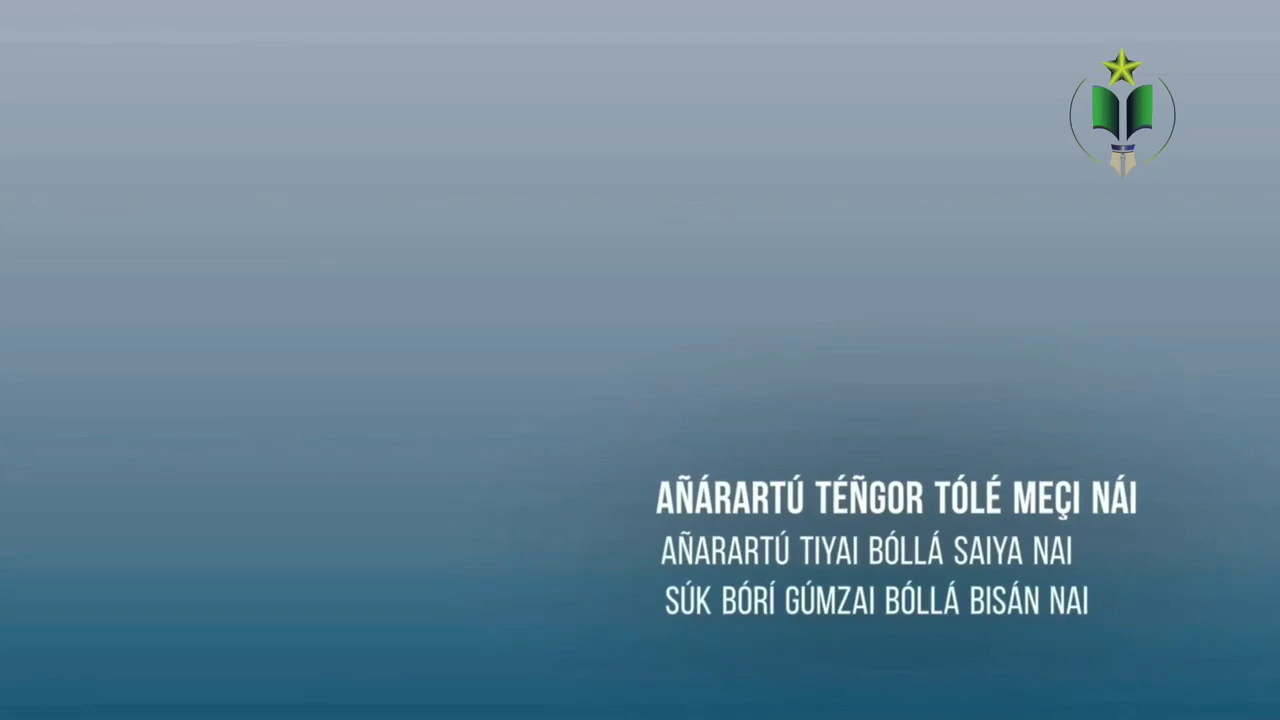 AÑÁRARTÚ TÉÑGOR TÓLÉ MEÇI NÁI
AÑARARTÚ TIYAI BÓLLÁ SAIYA NAI
SÚK BÓRÍ GÚMZAI BÓLLÁ BISÁN NAI